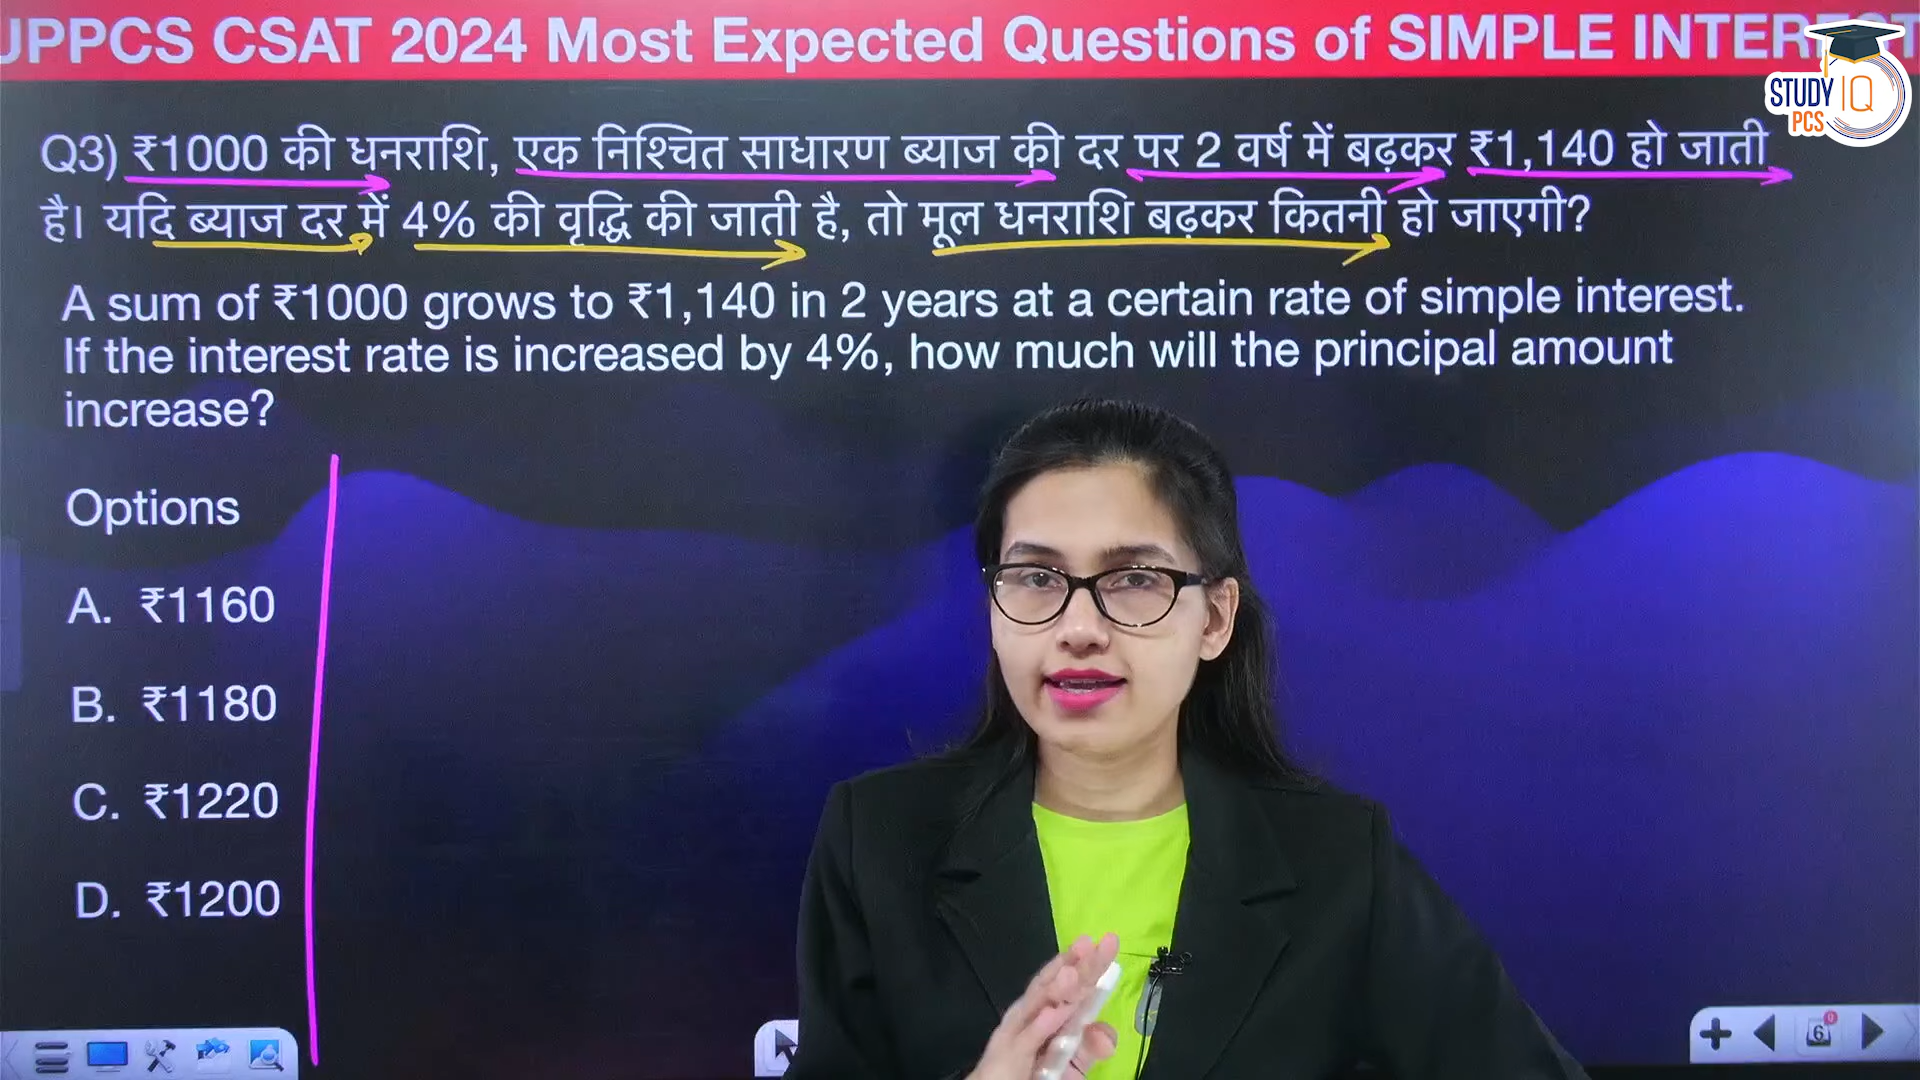 UPPCS CSAT 2024 Most Expected Questions of SIMPLE INTEREST
STUDY IQ
PCS
Q3) ₹1000 की धनराशि, एक निश्चित साधारण ब्याज की दर पर 2 वर्ष में बढ़कर ₹1,140 हो जाती
है। यदि ब्याज दर में 4% की वृद्धि की जाती है, तो मूल धनराशि बढ़कर कितनी हो जाएगी?
A sum of ₹1000 grows to ₹1,140 in 2 years at a certain rate of simple interest.
If the interest rate is increased by 4%, how much will the principal amount
increase?
Options
A. ₹1160
B. ₹1180
C. ₹1220
D. ₹1200
6